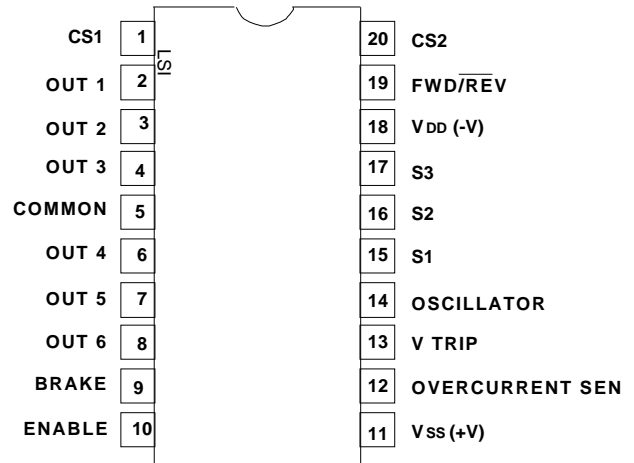 CS1 1 20 CS2
LSI
OUT 1 2 19 FWD/REV
OUT 2 3 18 VDD (-V)
OUT 3 4 17 S3
COMMON 5 16 S2
OUT 4 6 15 S1
OUT 5 7 14 OSCILLATOR
OUT 6 8 13 V TRIP
BRAKE 9 12 OVERCURRENT SEN
ENABLE 10 11 VSS (+V)